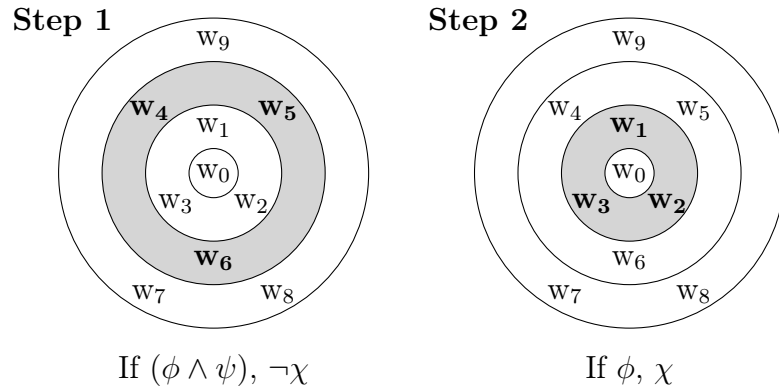 Step 1
w₉
w₄ w₅
w₁
w₀
w₃ w₂
w₆
w₇ w₈
If (ϕ ∧ ψ), ¬χ
Step 2
w₉
w₄ w₅
w₁
w₀
w₃ w₂
w₆
w₇ w₈
If ϕ, χ